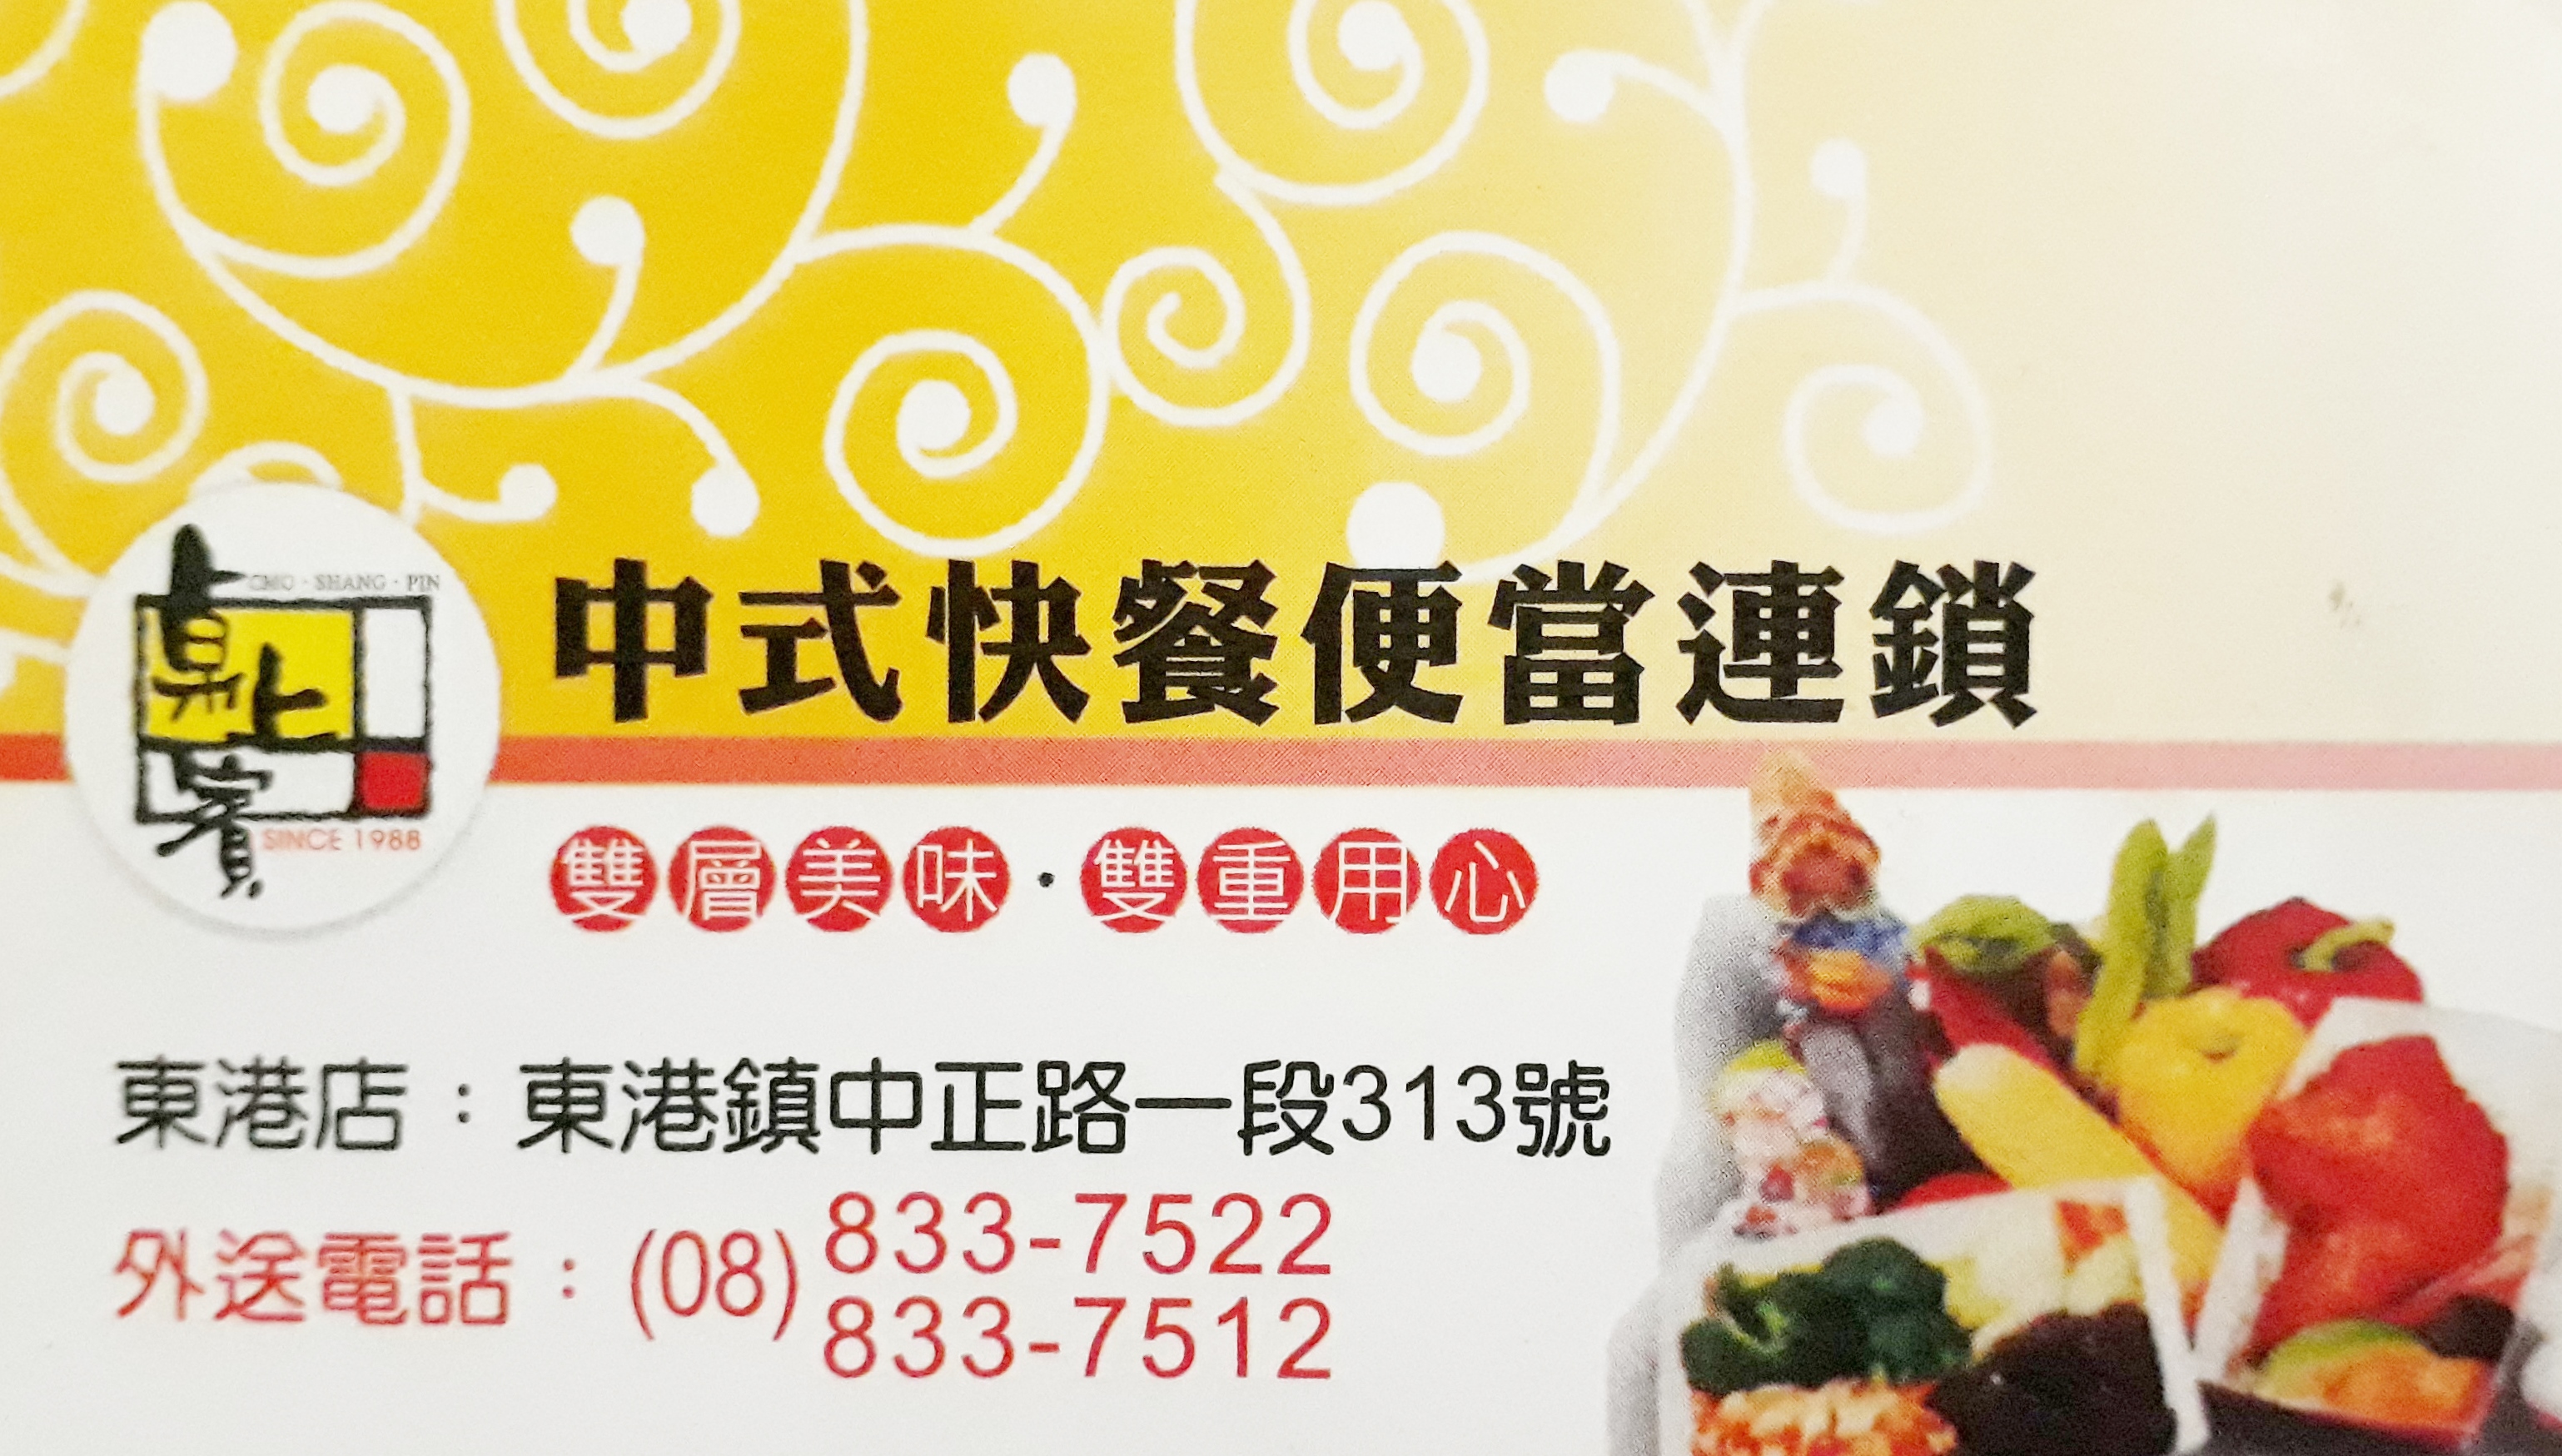 CHO · SHANG · PIN
桌上賓
SINCE 1988
中式快餐便當連鎖
雙層美味·雙重用心
東港店：東港鎮中正路一段313號
外送電話：(08) 833-7522
833-7512